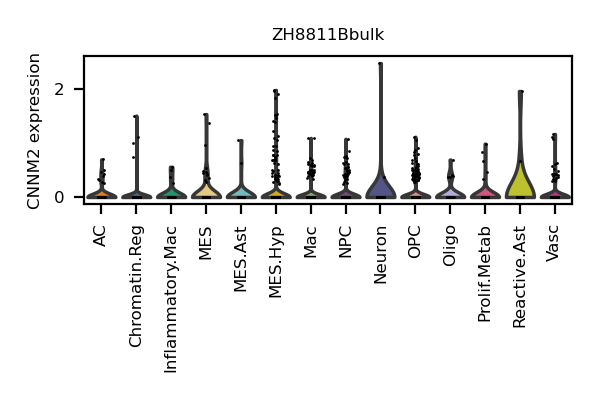 ZH8811Bbulk
CNNM2 expression
2
0
AC
Chromatin.Reg
Inflammatory.Mac
MES
MES.Ast
MES.Hyp
Mac
NPC
Neuron
OPC
Oligo
Prolif.Metab
Reactive.Ast
Vasc